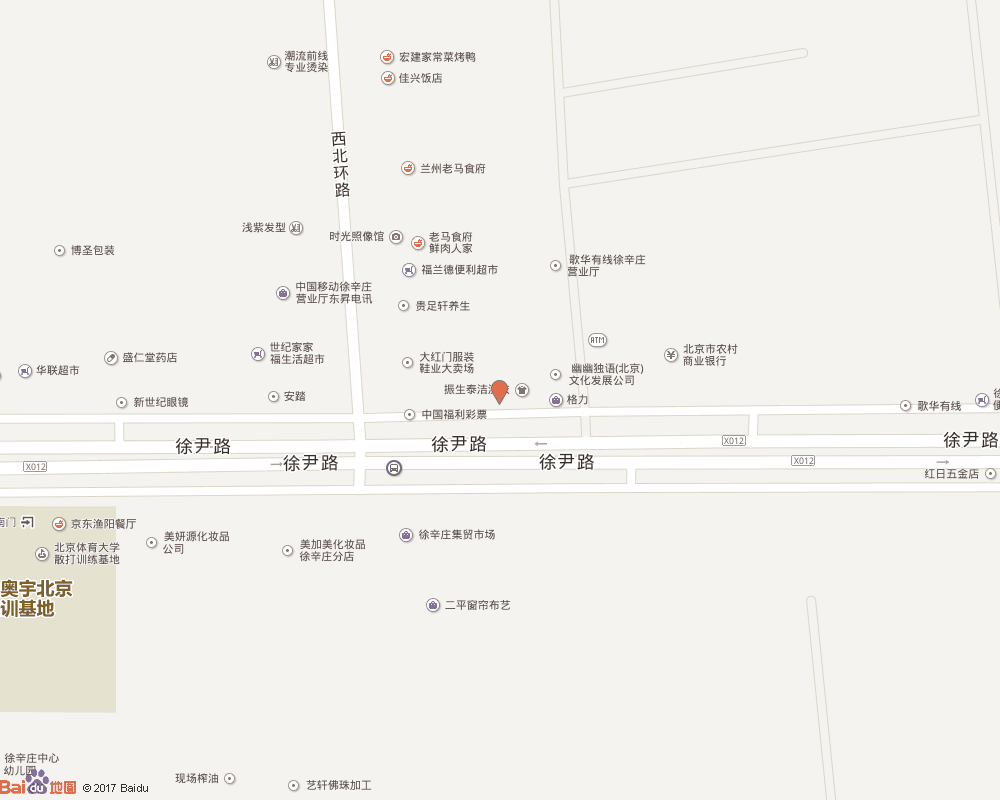 潮流前线
专业烫染
宏建家常菜烤鸭
佳兴饭店
西北环路
兰州老马食府
浅紫发型
时光照像馆
老马食府
鲜肉人家
博圣包装
福兰德便利超市
歌华有线徐辛庄
营业厅
中国移动徐辛庄
营业厅东昇电讯
贵足轩养生
ATM
世纪家家
福生活超市
大红门服装
鞋业大卖场
北京市农村
商业银行
盛仁堂药店
华联超市
幽幽独语(北京)
文化发展公司
振生泰洁
安踏
新世纪眼镜
格力
中国福利彩票
歌华有线
徐
便
徐尹路
徐尹路
X012
徐尹路
X012
徐尹路
徐尹路
X012
红日五金店
南门
京东渔阳餐厅
北京体育大学
散打训练基地
美妍源化妆品
公司
美加美化妆品
徐辛庄分店
徐辛庄集贸市场
奥宇北京
训基地
二平窗帘布艺
徐辛庄中心
幼儿园
现场榨油
艺轩佛珠加工
Bai du 地图
© 2017 Baidu